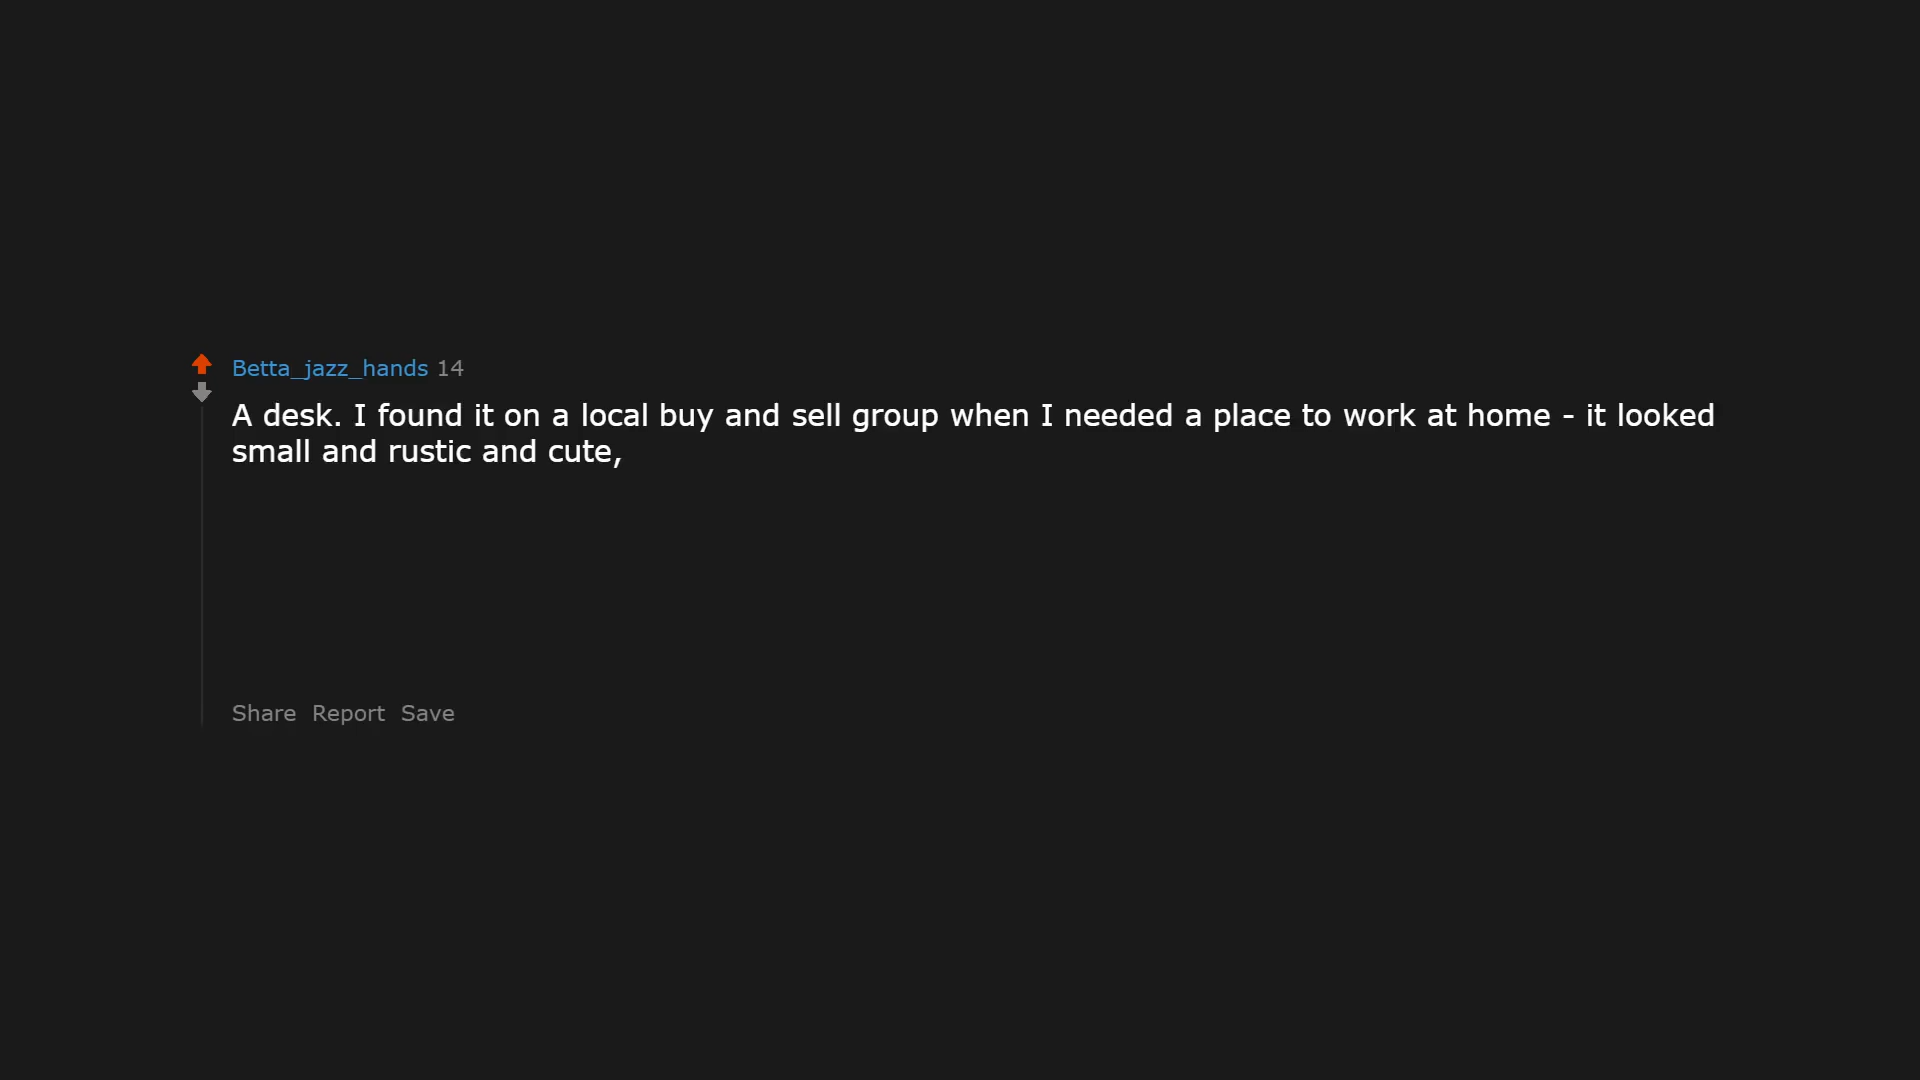 Betta_jazz_hands 14
A desk. I found it on a local buy and sell group when I needed a place to work at home - it looked
small and rustic and cute,
Share Report Save